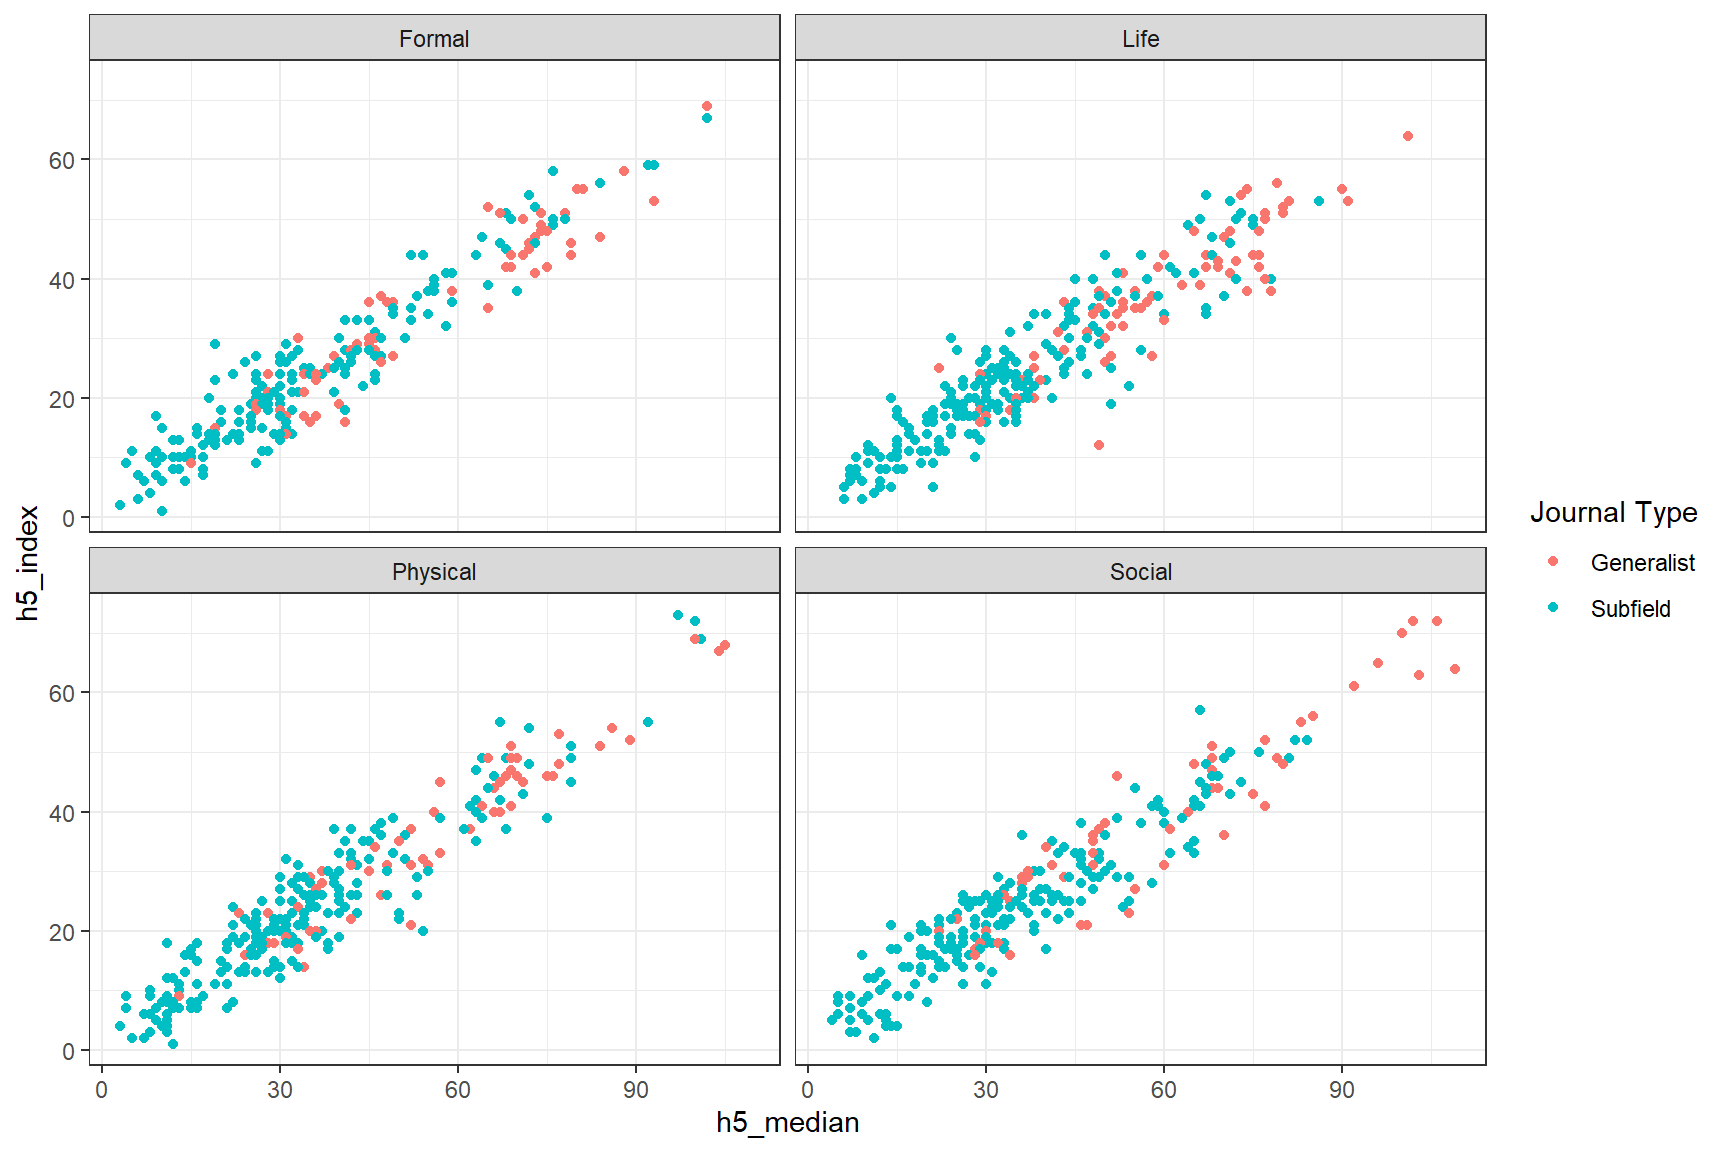 Formal
Life
60
40
20
0
Physical
Social
60
40
20
0
0 30 60 90
0 30 60 90
h5_median
h5_index
Journal Type
Generalist
Subfield